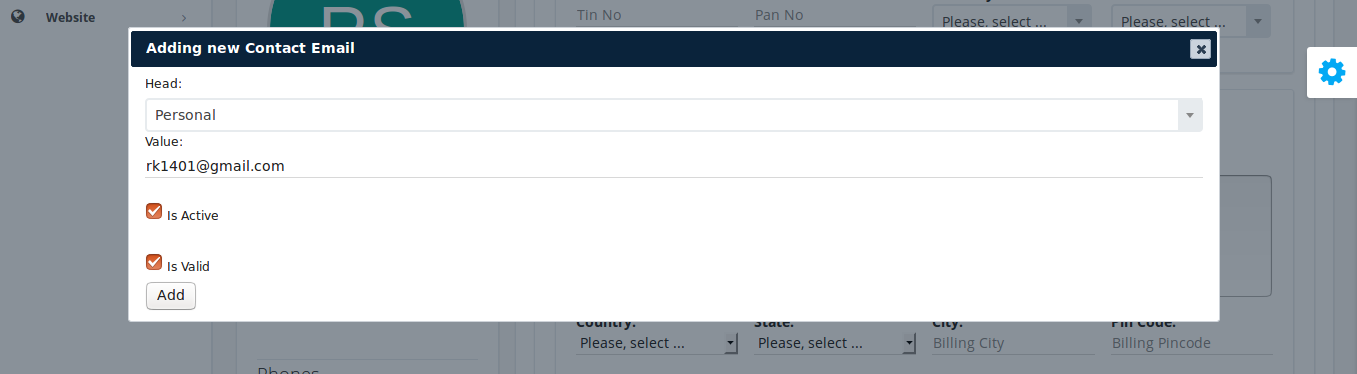 Website
RS
Tin No
Pan No
Please, select ...
Please, select ...
Adding new Contact Email
Head:
Personal
Value:
rk1401@gmail.com
Is Active
Is Valid
Add
Country:
State:
City:
Pin Code:
Please, select ...
Please, select ...
Billing City
Billing Pincode
Phones